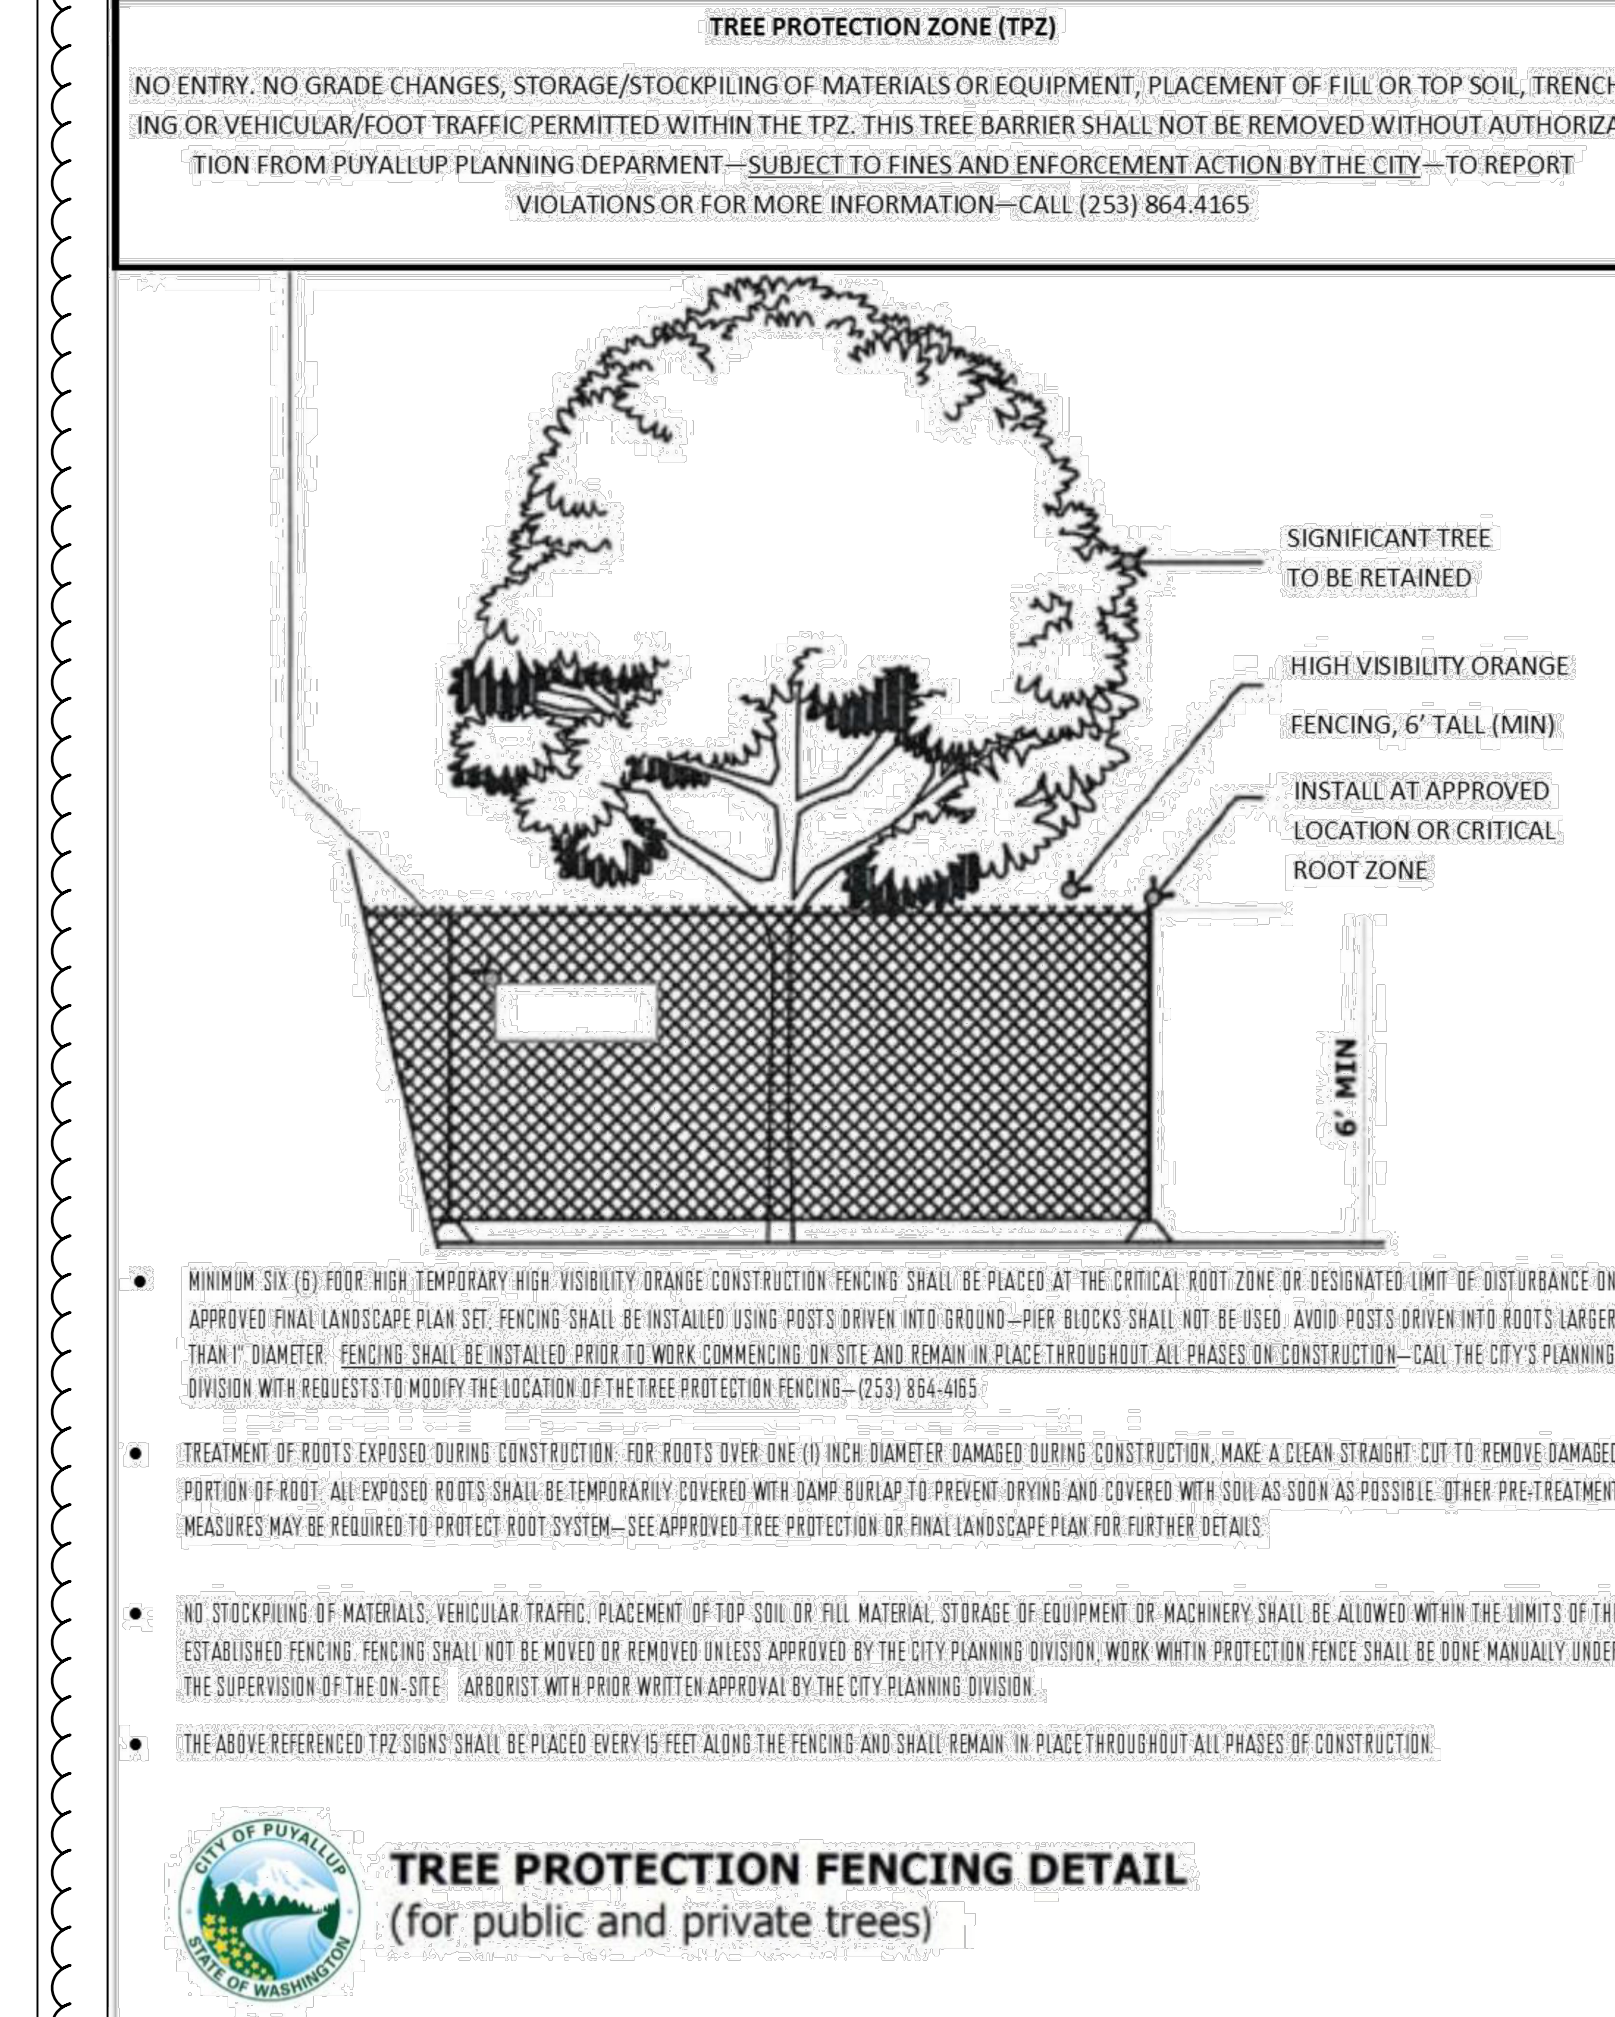 TREE PROTECTION ZONE (TPZ)
NO ENTRY. NO GRADE CHANGES, STORAGE/STOCKPILING OF MATERIALS OR EQUIPMENT, PLACEMENT OF FILL OR TOP SOIL, TRENCH
ING OR VEHICULAR/FOOT TRAFFIC PERMITTED WITHIN THE TPZ. THIS TREE BARRIER SHALL NOT BE REMOVED WITHOUT AUTHORIZA
TION FROM PUYALLUP PLANNING DEPARMENT—SUBJECT TO FINES AND ENFORCEMENT ACTION BY THE CITY—TO REPORT
VIOLATIONS OR FOR MORE INFORMATION—CALL (253) 864.4165
SIGNIFICANT TREE
TO BE RETAINED
HIGH VISIBILITY ORANGE
FENCING, 6' TALL (MIN)
INSTALL AT APPROVED
LOCATION OR CRITICAL
ROOT ZONE
6' MIN
• MINIMUM SIX (6) FOOR HIGH TEMPORARY HIGH VISIBILITY ORANGE CONSTRUCTION FENCING SHALL BE PLACED AT THE CRITICAL ROOT ZONE OR DESIGNATED LIMIT OF DISTURBANCE ON
APPROVED FINAL LANDSCAPE PLAN SET. FENCING SHALL BE INSTALLED USING POSTS DRIVEN INTO GROUND—PIER BLOCKS SHALL NOT BE USED. AVOID POSTS DRIVEN INTO ROOTS LARGER
THAN 1" DIAMETER. FENCING SHALL BE INSTALLED PRIOR TO WORK COMMENCING ON SITE AND REMAIN IN PLACE THROUGHOUT ALL PHASES ON CONSTRUCTION—CALL THE CITY'S PLANNING
DIVISION WITH REQUESTS TO MODIFY THE LOCATION OF THE TREE PROTECTION FENCING—(253) 864-4165
• TREATMENT OF ROOTS EXPOSED DURING CONSTRUCTION: FOR ROOTS OVER ONE (1) INCH DIAMETER DAMAGED DURING CONSTRUCTION, MAKE A CLEAN STRAIGHT CUT TO REMOVE DAMAGED
PORTION OF ROOT. ALL EXPOSED ROOTS SHALL BE TEMPORARILY COVERED WITH DAMP BURLAP TO PREVENT DRYING AND COVERED WITH SOIL AS SOON AS POSSIBLE. OTHER PRE-TREATMENT
MEASURES MAY BE REQUIRED TO PROTECT ROOT SYSTEM—SEE APPROVED TREE PROTECTION OR FINAL LANDSCAPE PLAN FOR FURTHER DETAILS.
• NO STOCKPILING OF MATERIALS, VEHICULAR TRAFFIC, PLACEMENT OF TOP SOIL OR FILL MATERIAL, STORAGE OF EQUIPMENT OR MACHINERY SHALL BE ALLOWED WITHIN THE LIIMITS OF TH
ESTABLISHED FENCING. FENCING SHALL NOT BE MOVED OR REMOVED UNLESS APPROVED BY THE CITY PLANNING DIVISION, WORK WIHTIN PROTECTION FENCE SHALL BE DONE MANUALLY UNDE
THE SUPERVISION OF THE ON-SITE ARBORIST WITH PRIOR WRITTEN APPROVAL BY THE CITY PLANNING DIVISION.
• THE ABOVE REFERENCED TPZ SIGNS SHALL BE PLACED EVERY 15 FEET ALONG THE FENCING AND SHALL REMAIN IN PLACE THROUGHOUT ALL PHASES OF CONSTRUCTION.
CITY OF PUYALLUP
STATE OF WASHINGTON
TREE PROTECTION FENCING DETAIL
(for public and private trees)